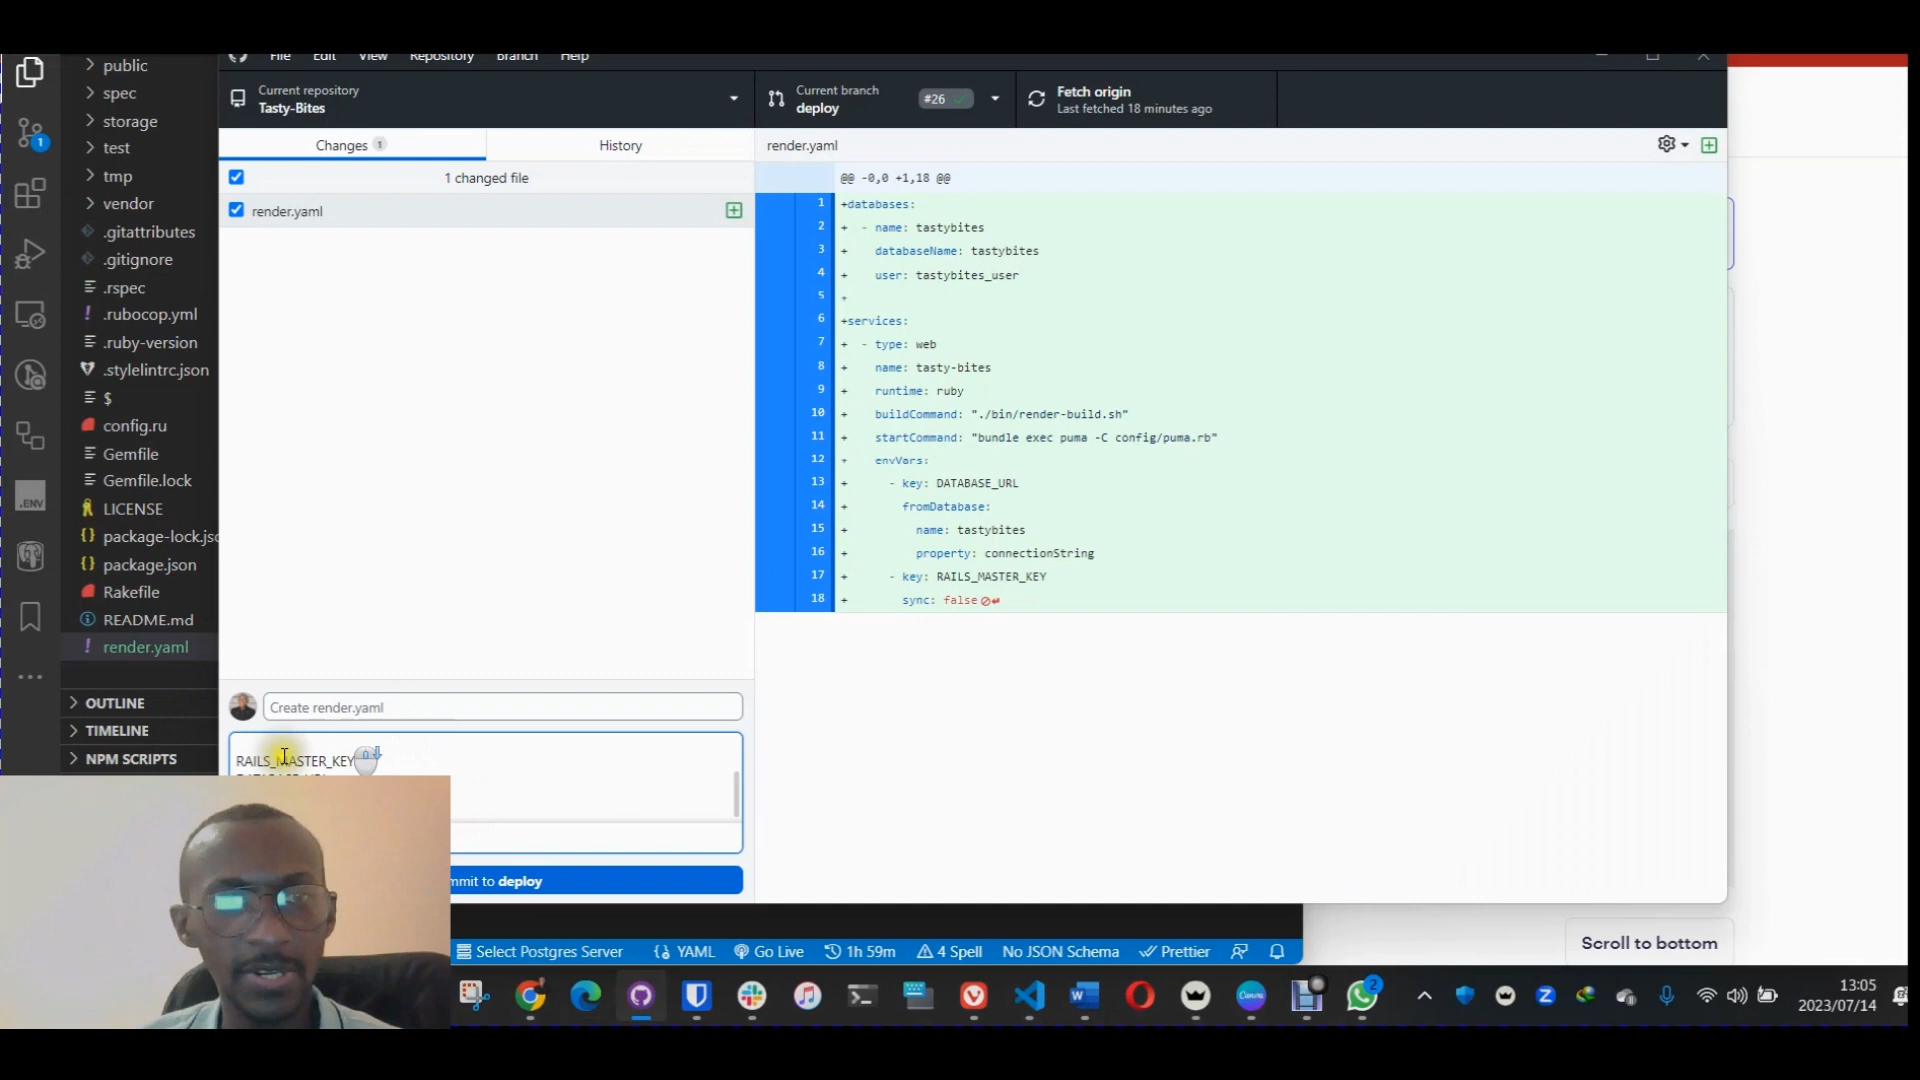 public
spec
storage
test
tmp
vendor
.gitattributes
.gitignore
.rspec
.rubocop.yml
.ruby-version
.stylelintrc.json
$
config.ru
Gemfile
Gemfile.lock
LICENSE
package-lock.jsc
package.json
Rakefile
README.md
render.yaml
OUTLINE
TIMELINE
NPM SCRIPTS
1
.ENV
File Edit View Repository Branch Help
Current repository
Tasty-Bites
Current branch
deploy
#26
Fetch origin
Last fetched 18 minutes ago
Changes 1
History
1 changed file
render.yaml
render.yaml
@@ -0,0 +1,18 @@
1 +databases:
2 + - name: tastybites
3 + databaseName: tastybites
4 + user: tastybites_user
5 +
6 +services:
7 + - type: web
8 + name: tasty-bites
9 + runtime: ruby
10 + buildCommand: "./bin/render-build.sh"
11 + startCommand: "bundle exec puma -C config/puma.rb"
12 + envVars:
13 + - key: DATABASE_URL
14 + fromDatabase:
15 + name: tastybites
16 + property: connectionString
17 + - key: RAILS_MASTER_KEY
18 + sync: false
Create render.yaml
RAILS_MASTER_KEY
mmit to deploy
Scroll to bottom
Select Postgres Server YAML Go Live 1h 59m 4 Spell No JSON Schema Prettier
2
13:05
2023/07/14